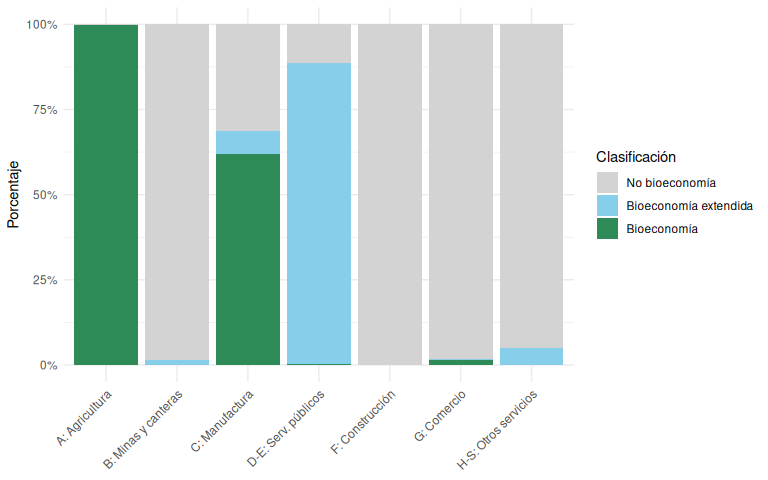 Porcentaje
100%
75%
50%
25%
0%
A: Agricultura
B: Minas y canteras
C: Manufactura
D-E: Serv. públicos
F: Construcción
G: Comercio
H-S: Otros servicios
Clasificación
No bioeconomía
Bioeconomía extendida
Bioeconomía